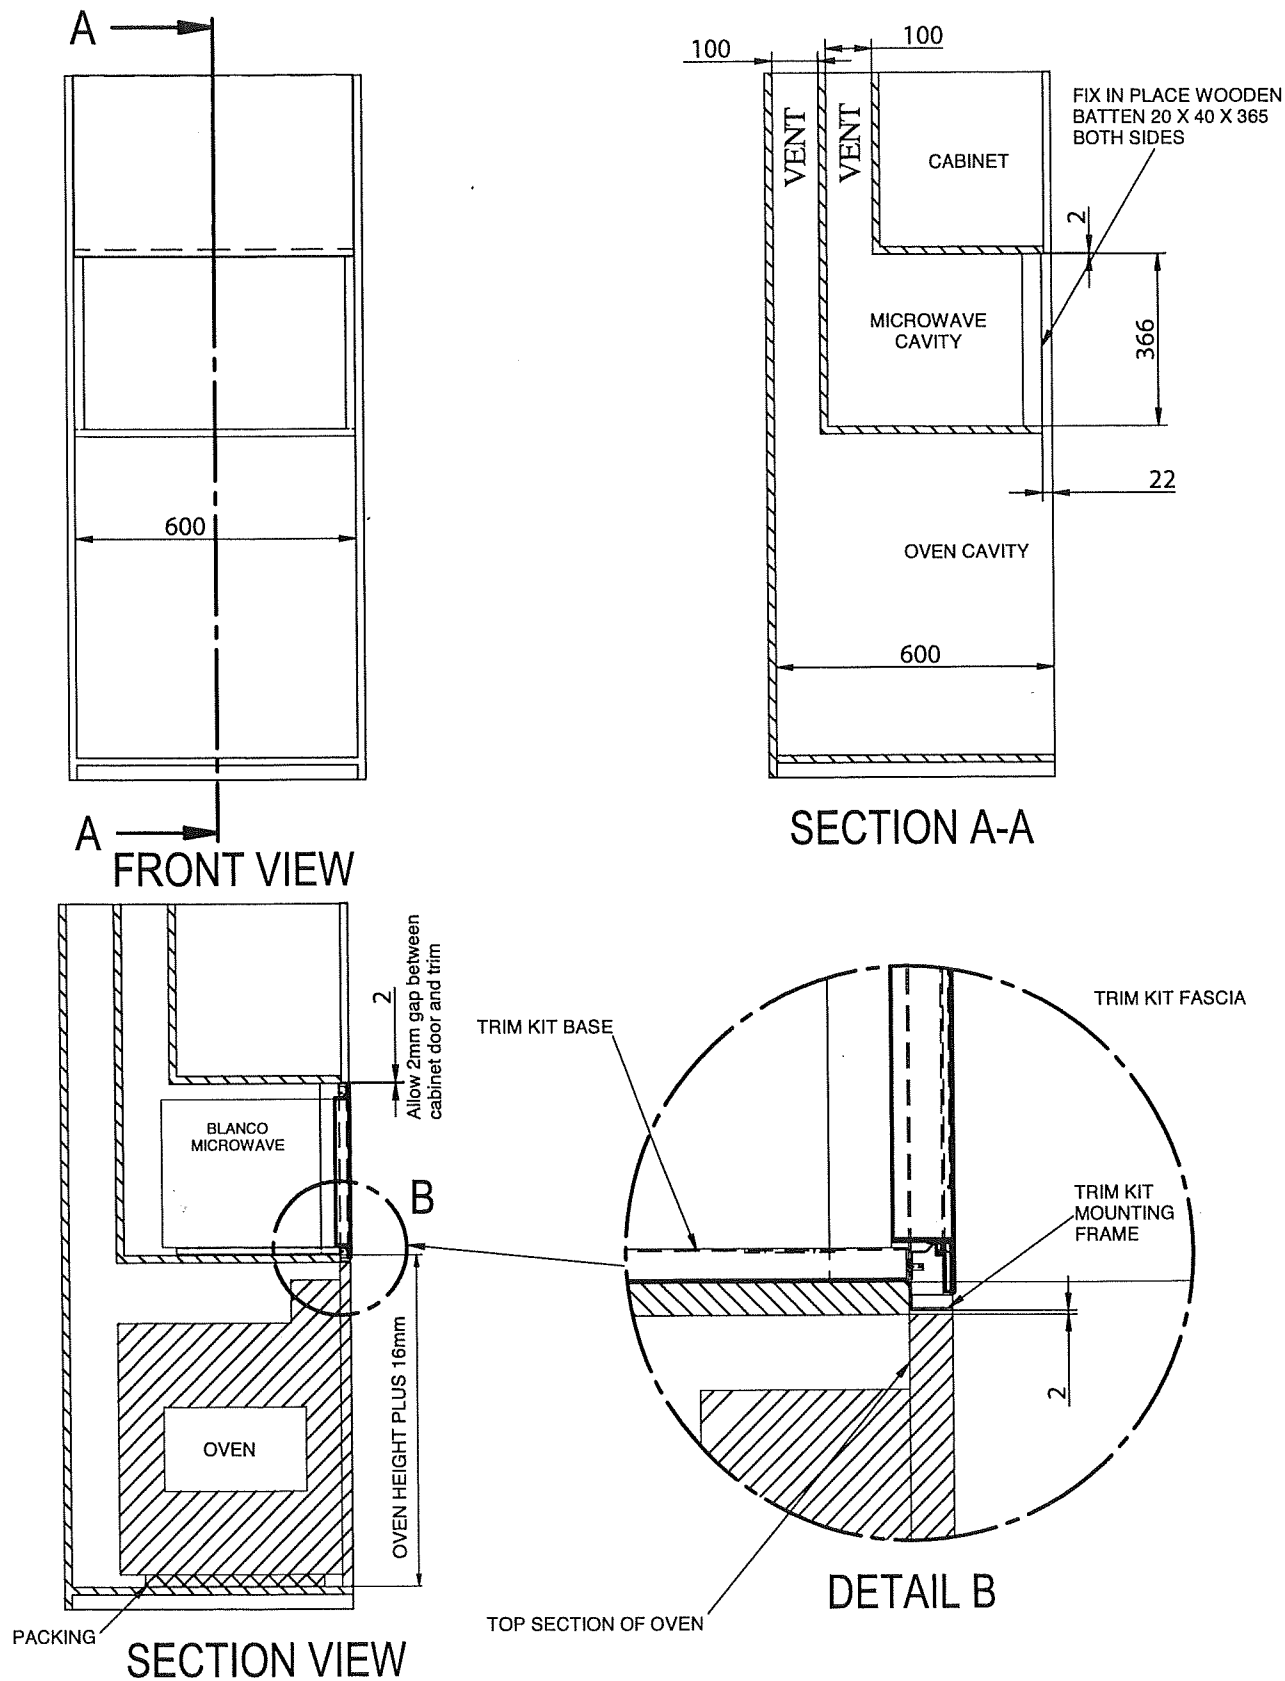 A
600
A
FRONT VIEW
100
100
VENT
VENT
CABINET
FIX IN PLACE WOODEN
BATTEN 20 X 40 X 365
BOTH SIDES
2
MICROWAVE
CAVITY
366
22
OVEN CAVITY
600
SECTION A-A
2
Allow 2mm gap between
cabinet door and trim
BLANCO
MICROWAVE
B
OVEN
OVEN HEIGHT PLUS 16mm
PACKING
SECTION VIEW
TRIM KIT BASE
TRIM KIT FASCIA
TRIM KIT
MOUNTING
FRAME
2
TOP SECTION OF OVEN
DETAIL B